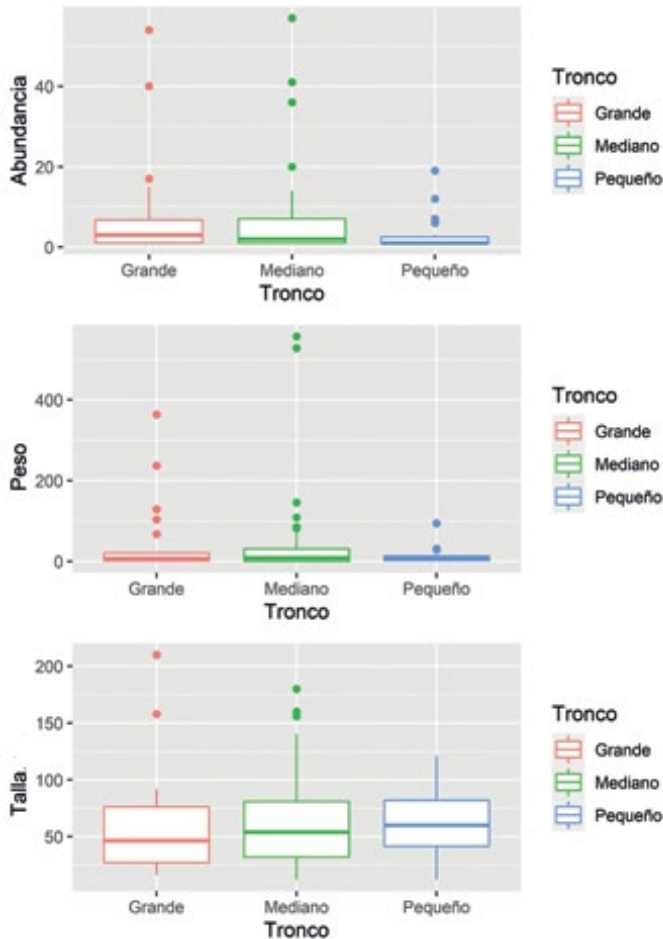 Abundancia
40
20
0
Grande Mediano Pequeño
Tronco
Tronco
Grande
Mediano
Pequeño
Peso
400
200
0
Grande Mediano Pequeño
Tronco
Tronco
Grande
Mediano
Pequeño
Talla.
200
150
100
50
Grande Mediano Pequeño
Tronco
Tronco
Grande
Mediano
Pequeño